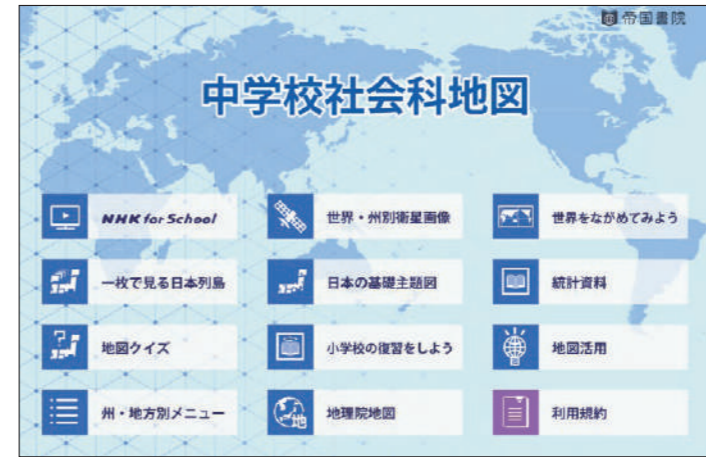 帝国書院
中学校社会科地図
NHK for School
世界・州別衛星画像
世界をながめてみよう
一枚で見る日本列島
日本の基礎主題図
統計資料
地図クイズ
小学校の復習をしよう
地図活用
州・地方別メニュー
地
地理院地図
利用規約